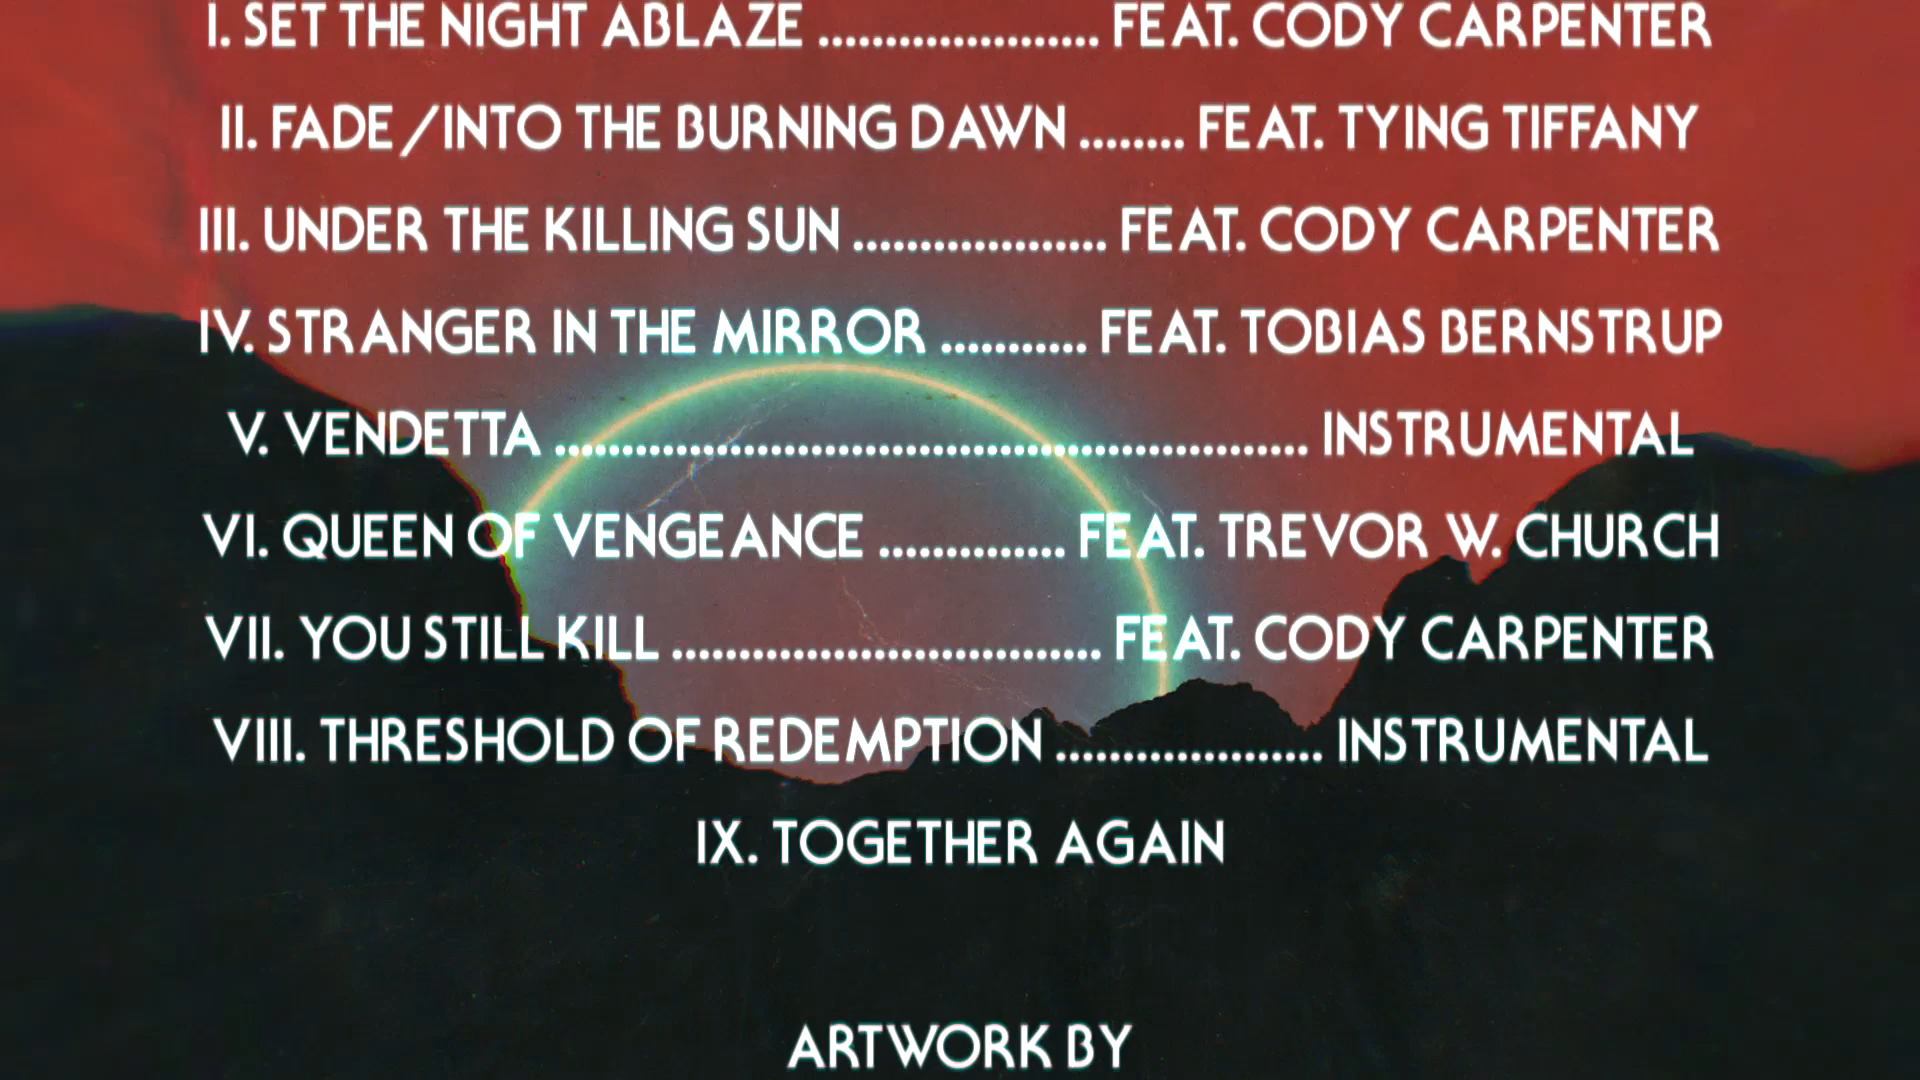 I. SET THE NIGHT ABLAZE ..................... FEAT. CODY CARPENTER
II. FADE/INTO THE BURNING DAWN ........ FEAT. TYING TIFFANY
III. UNDER THE KILLING SUN ................... FEAT. CODY CARPENTER
IV. STRANGER IN THE MIRROR ........... FEAT. TOBIAS BERNSTRUP
V. VENDETTA ......................................................... INSTRUMENTAL
VI. QUEEN OF VENGEANCE .............. FEAT. TREVOR W. CHURCH
VII. YOU STILL KILL ................................ FEAT. CODY CARPENTER
VIII. THRESHOLD OF REDEMPTION .................... INSTRUMENTAL
IX. TOGETHER AGAIN
ARTWORK BY